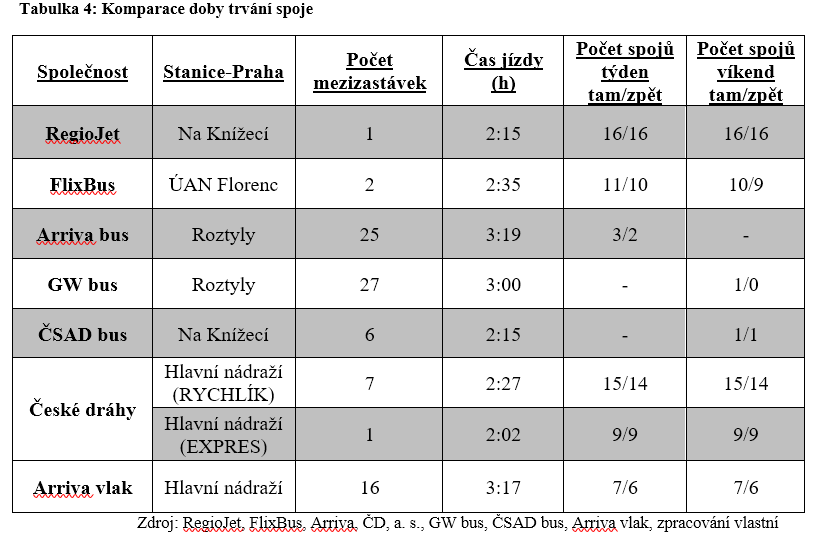 Tabulka 4: Komparace doby trvání spoje
Společnost Stanice-Praha Počet mezizastávek Čas jízdy (h) Počet spojů týden tam/zpět Počet spojů víkend tam/zpět
RegioJet Na Knížecí 1 2:15 16/16 16/16
FlixBus ÚAN Florenc 2 2:35 11/10 10/9
Arriva bus Roztyly 25 3:19 3/2 -
GW bus Roztyly 27 3:00 - 1/0
ČSAD bus Na Knížecí 6 2:15 - 1/1
České dráhy Hlavní nádraží (RYCHLÍK) 7 2:27 15/14 15/14
Hlavní nádraží (EXPRES) 1 2:02 9/9 9/9
Arriva vlak Hlavní nádraží 16 3:17 7/6 7/6
Zdroj: RegioJet, FlixBus, Arriva, ČD, a. s., GW bus, ČSAD bus, Arriva vlak, zpracování vlastní